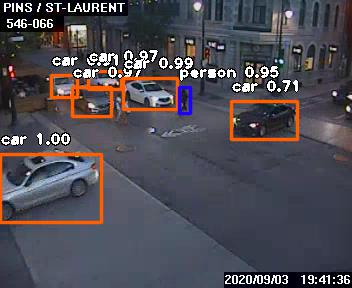 PINS / ST-LAURENT
546-066
car 0.97
car 0.99
car 0.97
person 0.95
car 0.71
car 1.00
2020/09/03 19:41:36